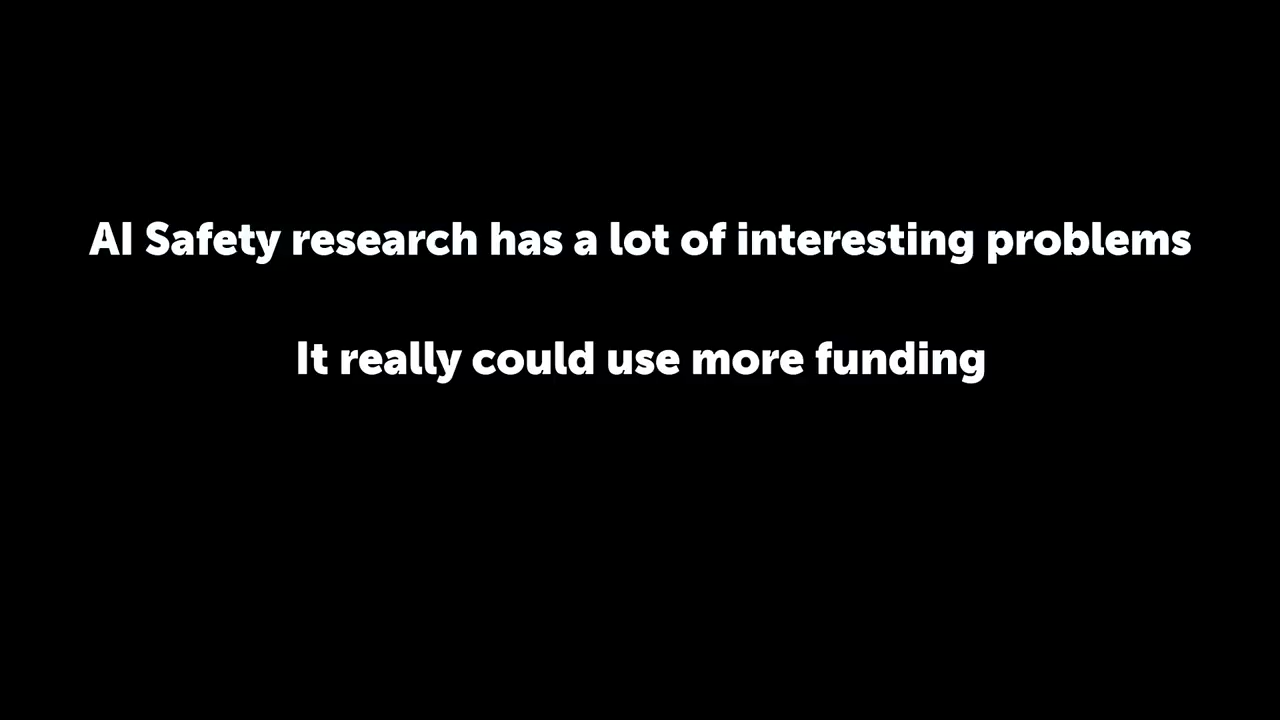 AI Safety research has a lot of interesting problems
It really could use more funding